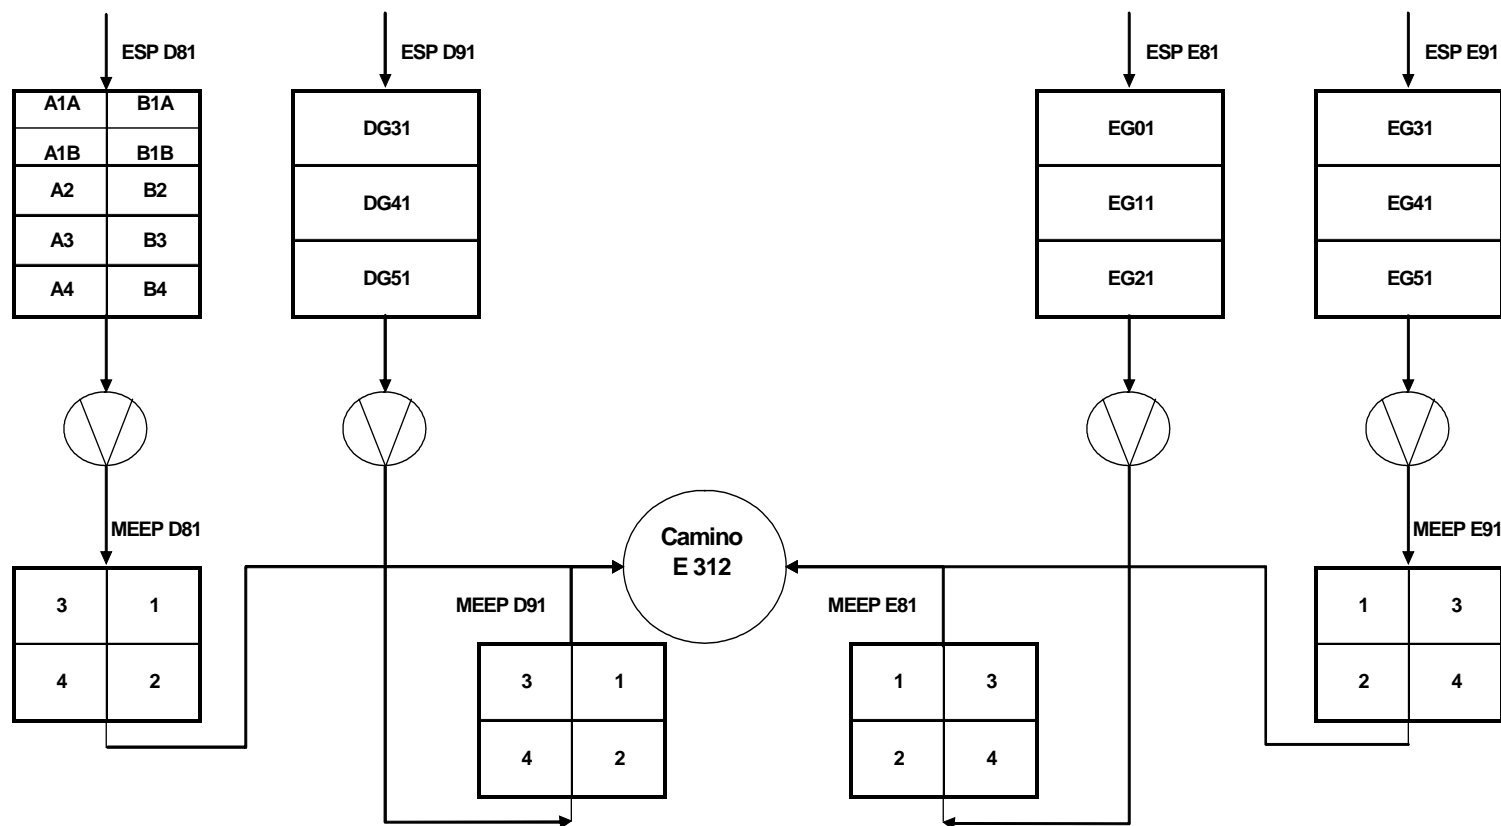 ESP D81
ESP D91
ESP E81
ESP E91
A1A B1A
A1B B1B
A2 B2
A3 B3
A4 B4
DG31
DG41
DG51
EG01
EG11
EG21
EG31
EG41
EG51
MEEP D81
3 1
4 2
Camino
E 312
MEEP D91
3 1
4 2
MEEP E81
1 3
2 4
MEEP E91
1 3
2 4